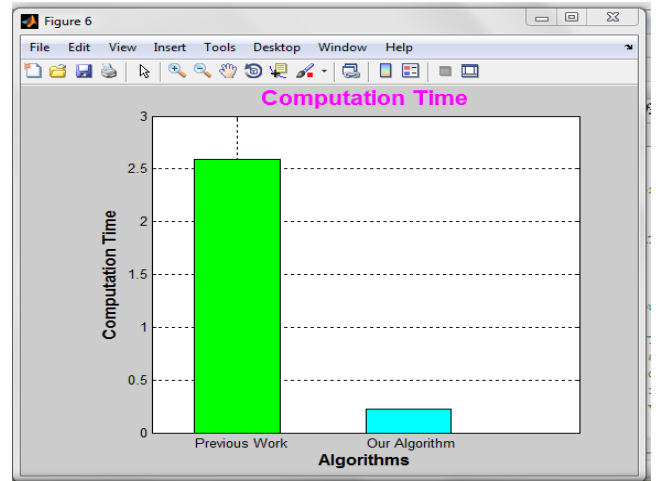 Figure 6
File Edit View Insert Tools Desktop Window Help
Computation Time
3
2.5
2
1.5
1
0.5
0
Computation Time
Previous Work Our Algorithm
Algorithms